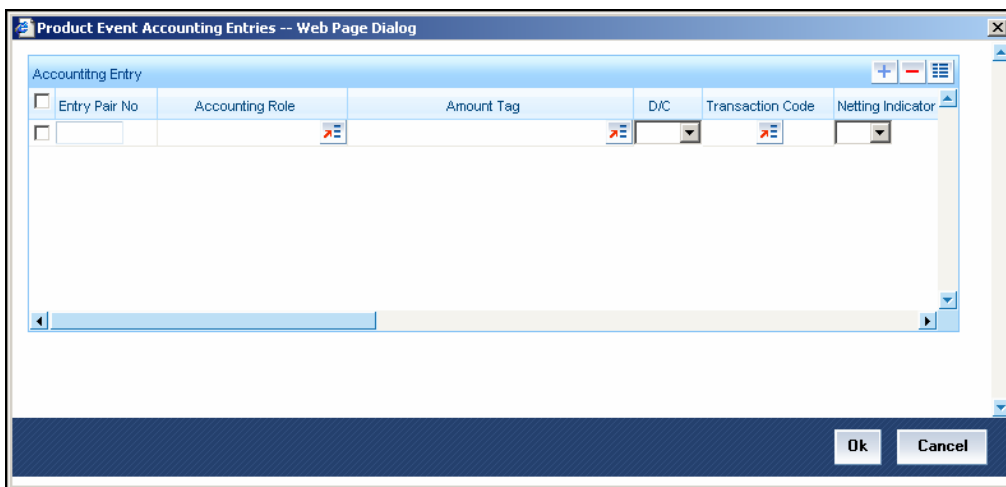 Product Event Accounting Entries -- Web Page Dialog
Accountitng Entry
Entry Pair No Accounting Role Amount Tag D/C Transaction Code Netting Indicator
Ok Cancel